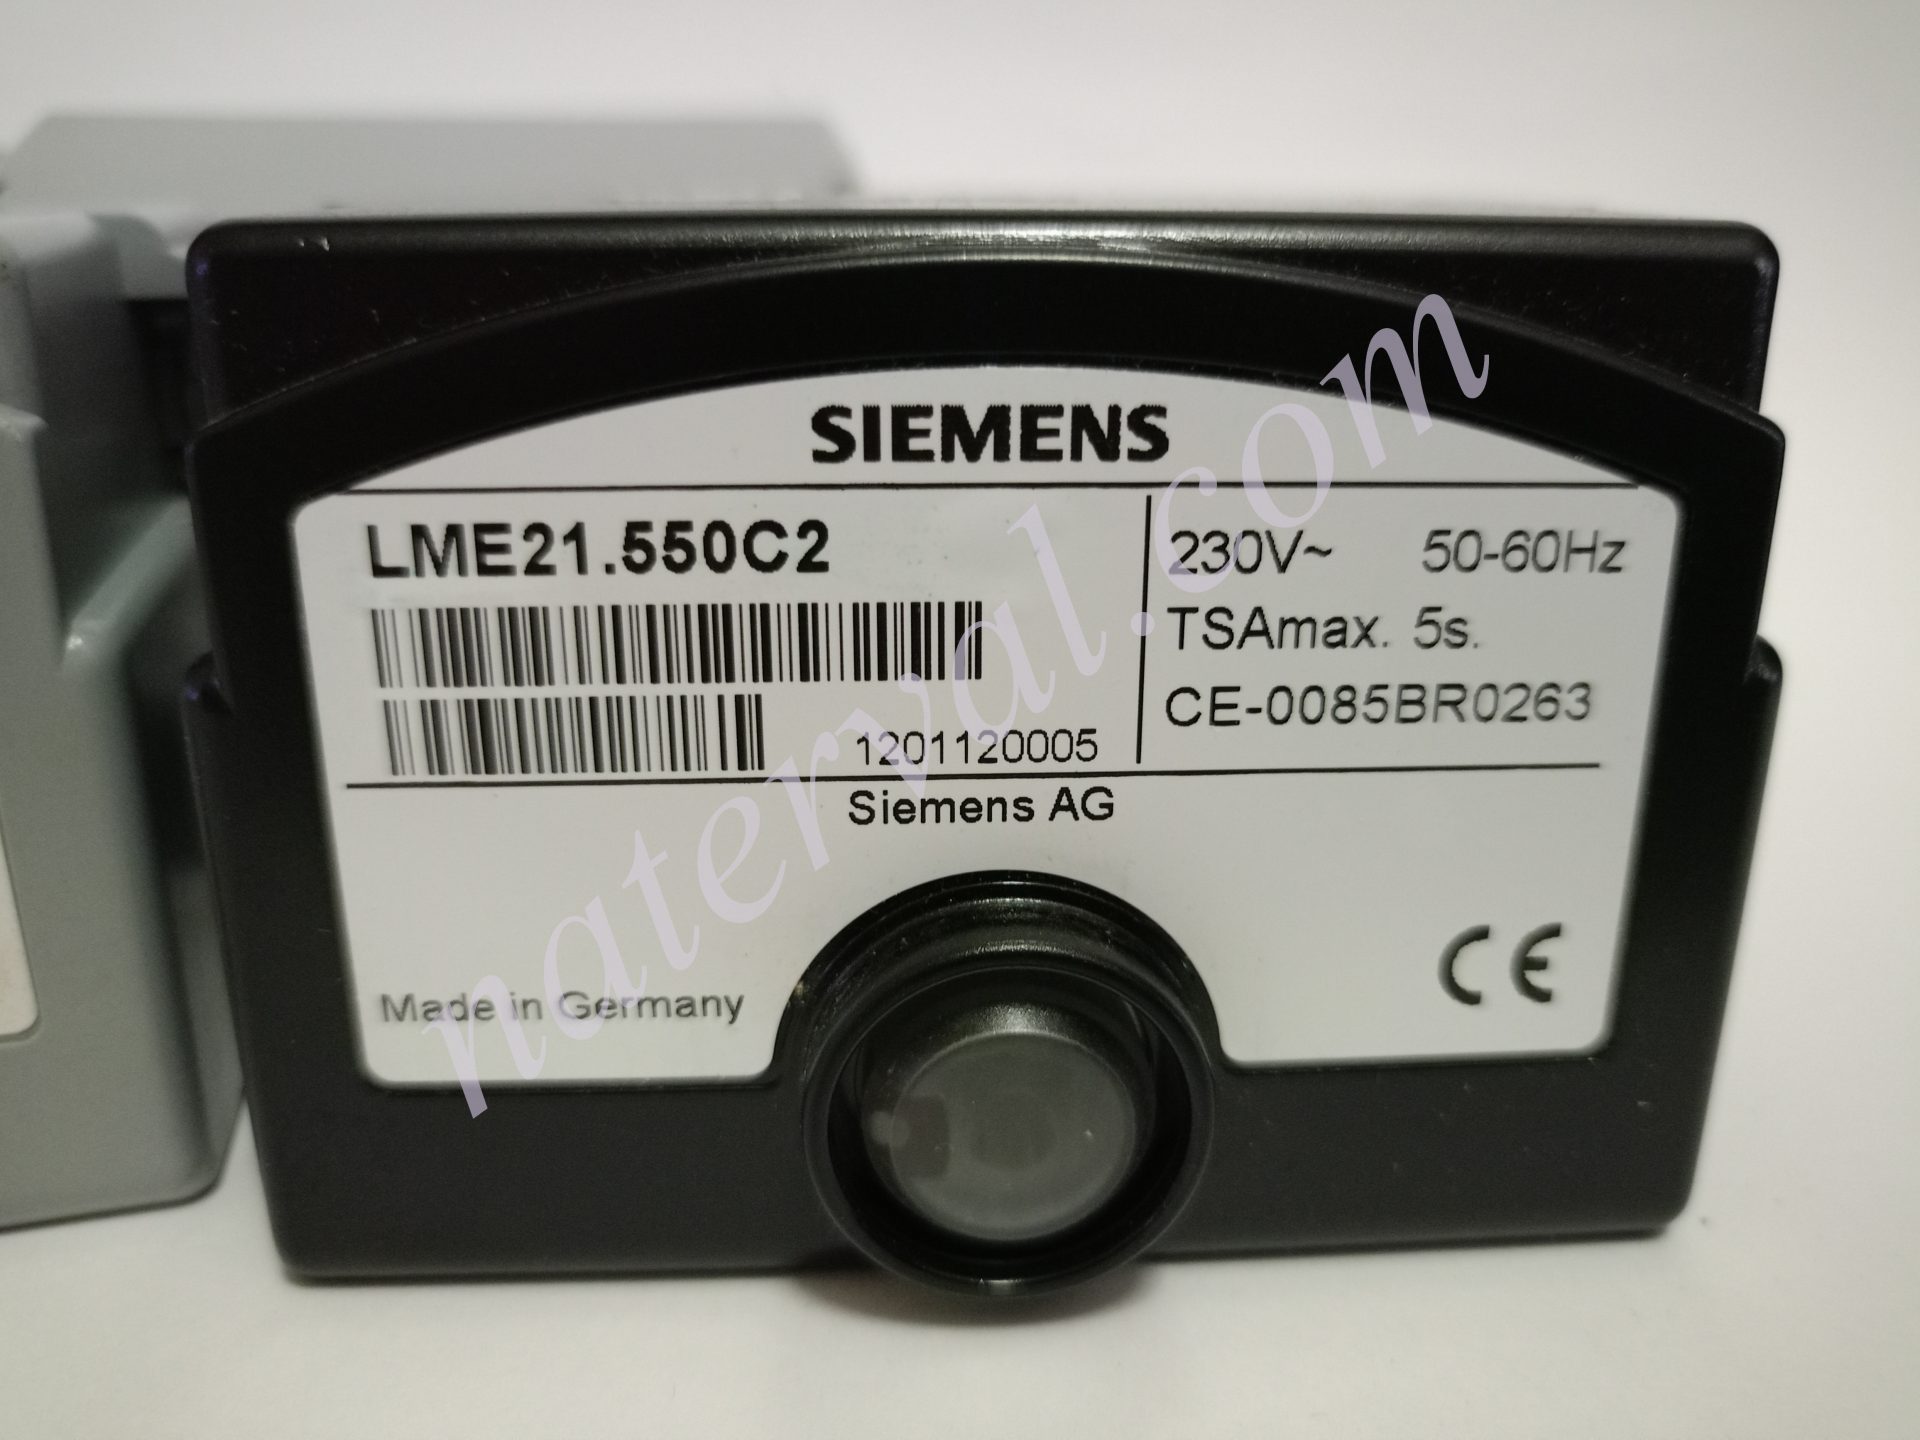 SIEMENS
LME21.550C2
1201120005
230V~ 50-60Hz
TSAmax. 5s.
CE-0085BR0263
Siemens AG
Made in Germany
CE
naterval.com